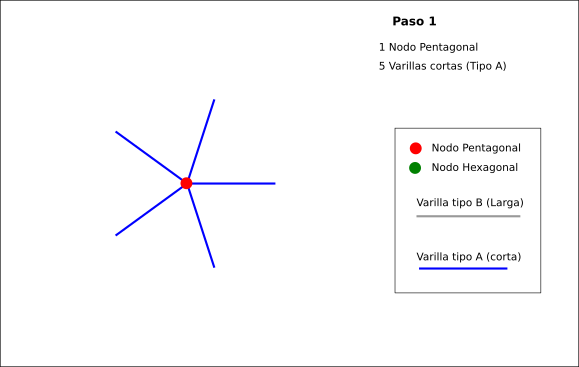 Paso 1
1 Nodo Pentagonal
5 Varillas cortas (Tipo A)
Nodo Pentagonal
Nodo Hexagonal
Varilla tipo B (Larga)
Varilla tipo A (corta)